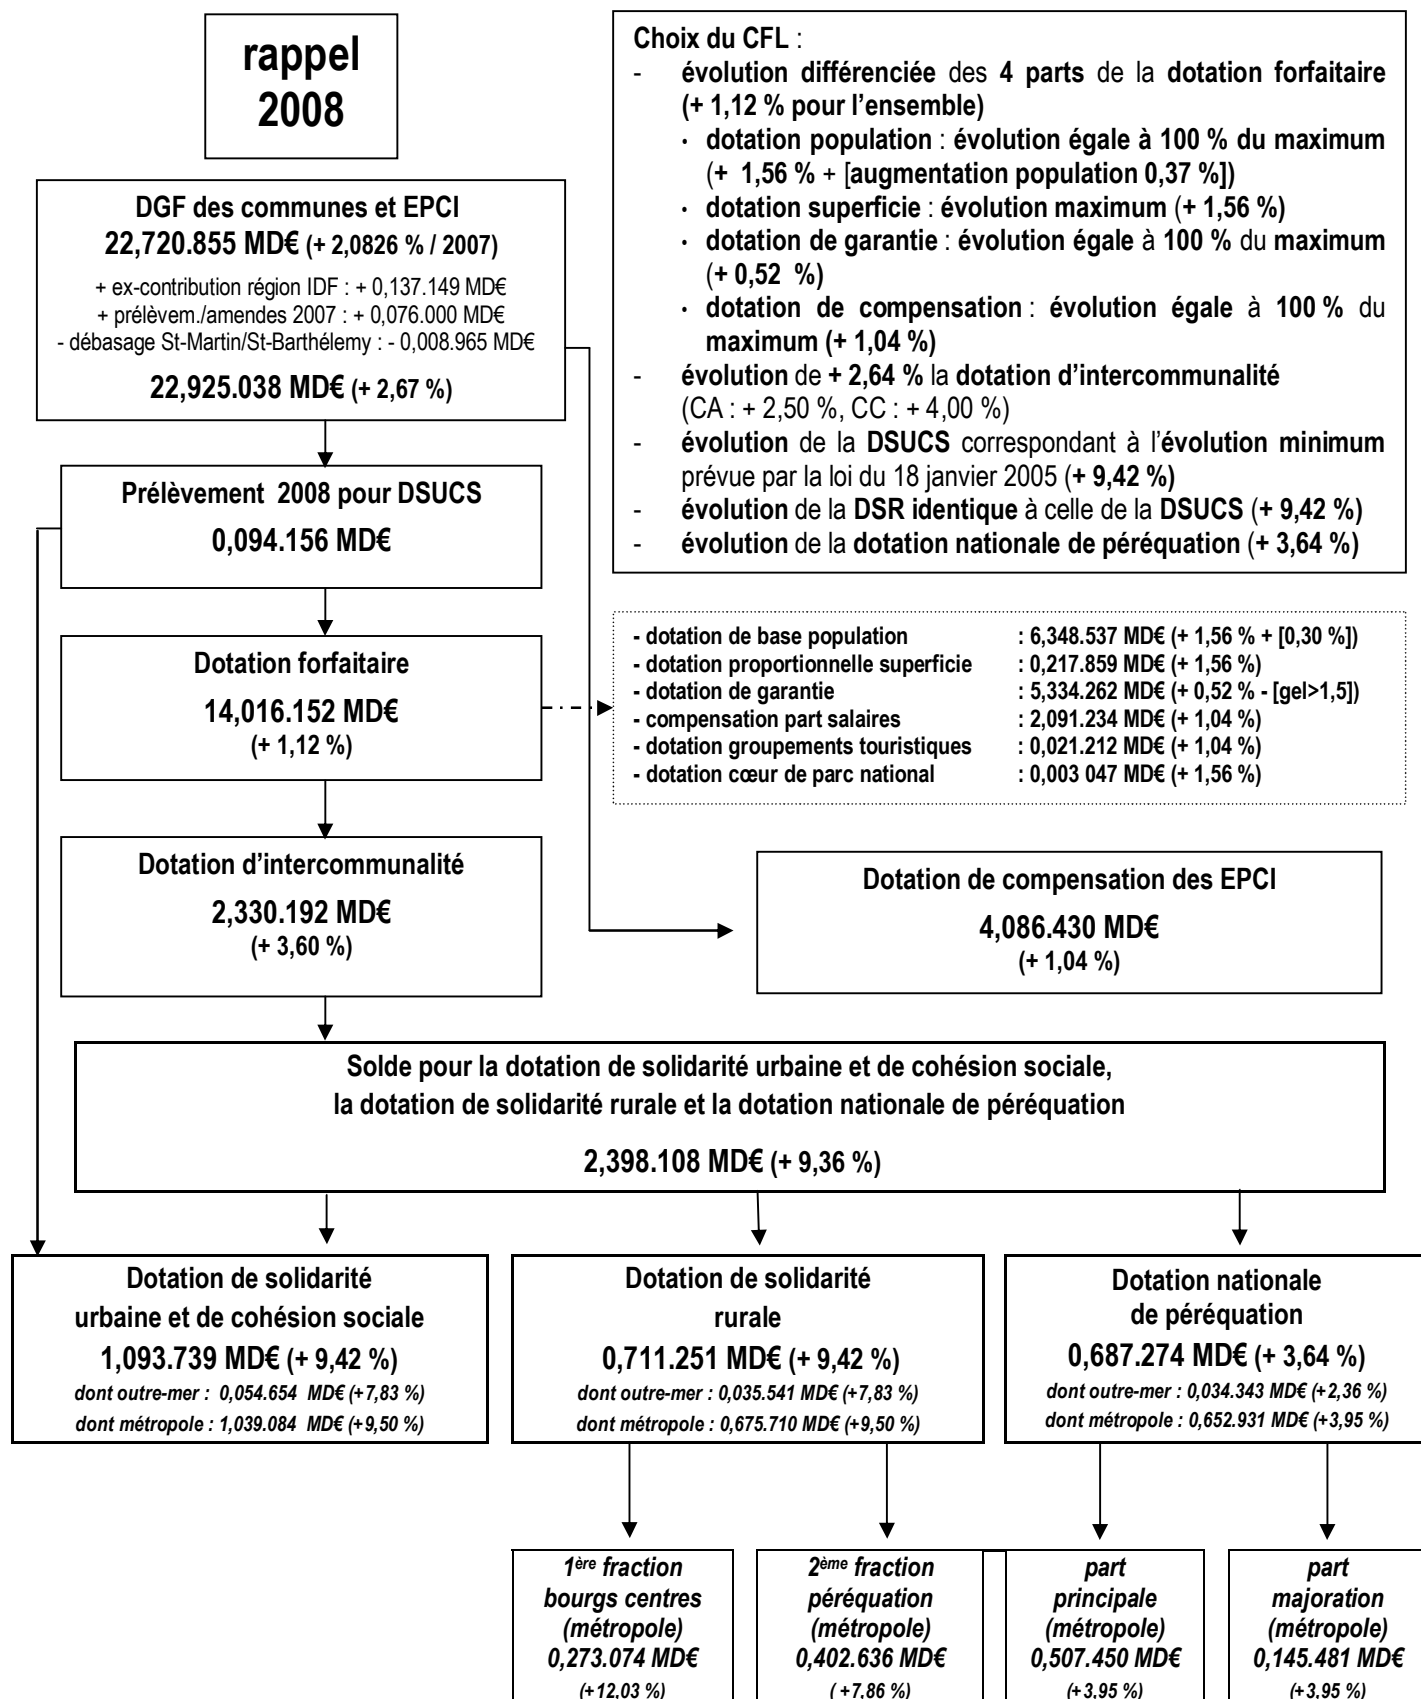 rappel
2008
Choix du CFL :
- évolution différenciée des 4 parts de la dotation forfaitaire
(+ 1,12 % pour l'ensemble)
· dotation population : évolution égale à 100 % du maximum
(+ 1,56 % + [augmentation population 0,37 %])
· dotation superficie : évolution maximum (+ 1,56 %)
· dotation de garantie : évolution égale à 100 % du maximum
(+ 0,52 %)
· dotation de compensation : évolution égale à 100 % du
maximum (+ 1,04 %)
- évolution de + 2,64 % la dotation d'intercommunalité
(CA : + 2,50 %, CC : + 4,00 %)
- évolution de la DSUCS correspondant à l'évolution minimum
prévue par la loi du 18 janvier 2005 (+ 9,42 %)
- évolution de la DSR identique à celle de la DSUCS (+ 9,42 %)
- évolution de la dotation nationale de péréquation (+ 3,64 %)
DGF des communes et EPCI
22,720.855 MD€ (+ 2,0826 % / 2007)
+ ex-contribution région IDF : + 0,137.149 MD€
+ prélèvem./amendes 2007 : + 0,076.000 MD€
- débasage St-Martin/St-Barthélemy : - 0,008.965 MD€
22,925.038 MD€ (+ 2,67 %)
Prélèvement 2008 pour DSUCS
0,094.156 MD€
Dotation forfaitaire
14,016.152 MD€
(+ 1,12 %)
- dotation de base population : 6,348.537 MD€ (+ 1,56 % + [0,30 %])
- dotation proportionnelle superficie : 0,217.859 MD€ (+ 1,56 %)
- dotation de garantie : 5,334.262 MD€ (+ 0,52 % - [gel>1,5])
- compensation part salaires : 2,091.234 MD€ (+ 1,04 %)
- dotation groupements touristiques : 0,021.212 MD€ (+ 1,04 %)
- dotation cœur de parc national : 0,003 047 MD€ (+ 1,56 %)
Dotation d'intercommunalité
2,330.192 MD€
(+ 3,60 %)
Dotation de compensation des EPCI
4,086.430 MD€
(+ 1,04 %)
Solde pour la dotation de solidarité urbaine et de cohésion sociale,
la dotation de solidarité rurale et la dotation nationale de péréquation
2,398.108 MD€ (+ 9,36 %)
Dotation de solidarité
urbaine et de cohésion sociale
1,093.739 MD€ (+ 9,42 %)
dont outre-mer : 0,054.654 MD€ (+7,83 %)
dont métropole : 1,039.084 MD€ (+9,50 %)
Dotation de solidarité
rurale
0,711.251 MD€ (+ 9,42 %)
dont outre-mer : 0,035.541 MD€ (+7,83 %)
dont métropole : 0,675.710 MD€ (+9,50 %)
Dotation nationale
de péréquation
0,687.274 MD€ (+ 3,64 %)
dont outre-mer : 0,034.343 MD€ (+2,36 %)
dont métropole : 0,652.931 MD€ (+3,95 %)
1ère fraction
bourgs centres
(métropole)
0,273.074 MD€
(+12,03 %)
2ème fraction
péréquation
(métropole)
0,402.636 MD€
( +7,86 %)
part
principale
(métropole)
0,507.450 MD€
(+3,95 %)
part
majoration
(métropole)
0,145.481 MD€
(+3,95 %)